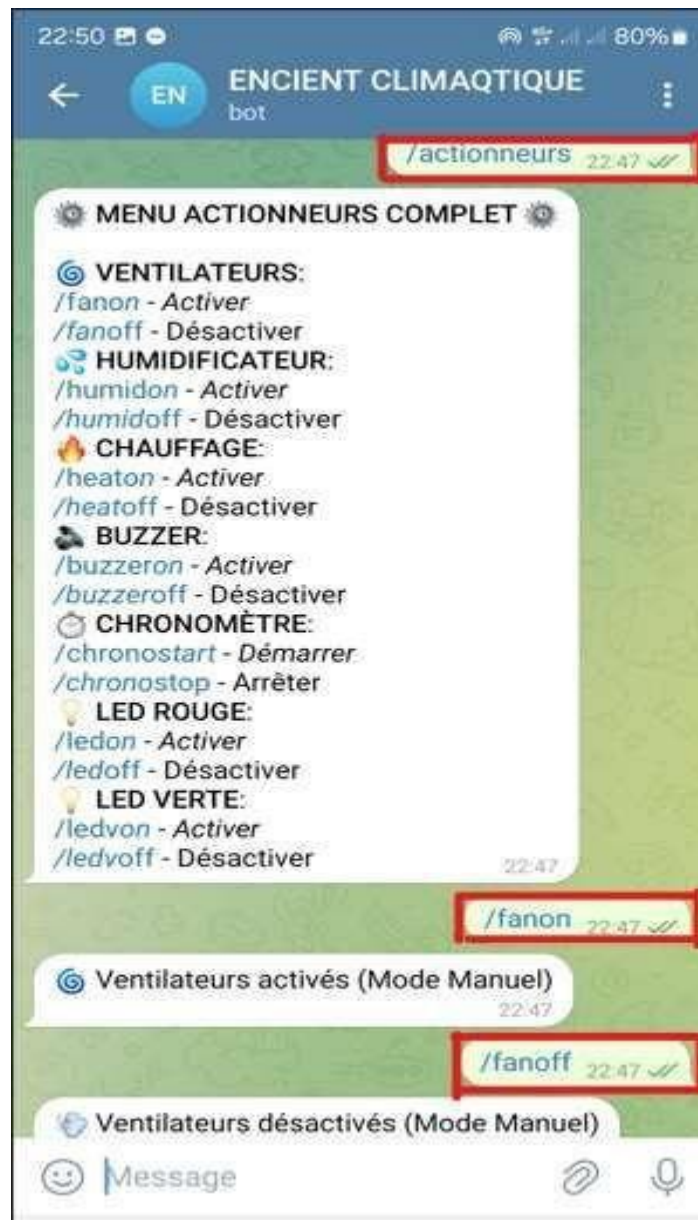 22:50 80%
EN ENCIENT CLIMAQTIQUE
bot
/actionneurs 22:47
MENU ACTIONNEURS COMPLET
VENTILATEURS:
/fanon - Activer
/fanoff - Désactiver
HUMIDIFICATEUR:
/humidon - Activer
/humidoff - Désactiver
CHAUFFAGE:
/heaton - Activer
/heatoff - Désactiver
BUZZER:
/buzzeron - Activer
/buzzeroff - Désactiver
CHRONOMÈTRE:
/chronostart - Démarrer
/chronostop - Arrêter
LED ROUGE:
/ledon - Activer
/ledoff - Désactiver
LED VERTE:
/ledvon - Activer
/ledvoff - Désactiver
22:47
/fanon 22:47
Ventilateurs activés (Mode Manuel)
22:47
/fanoff 22:47
Ventilateurs désactivés (Mode Manuel)
Message